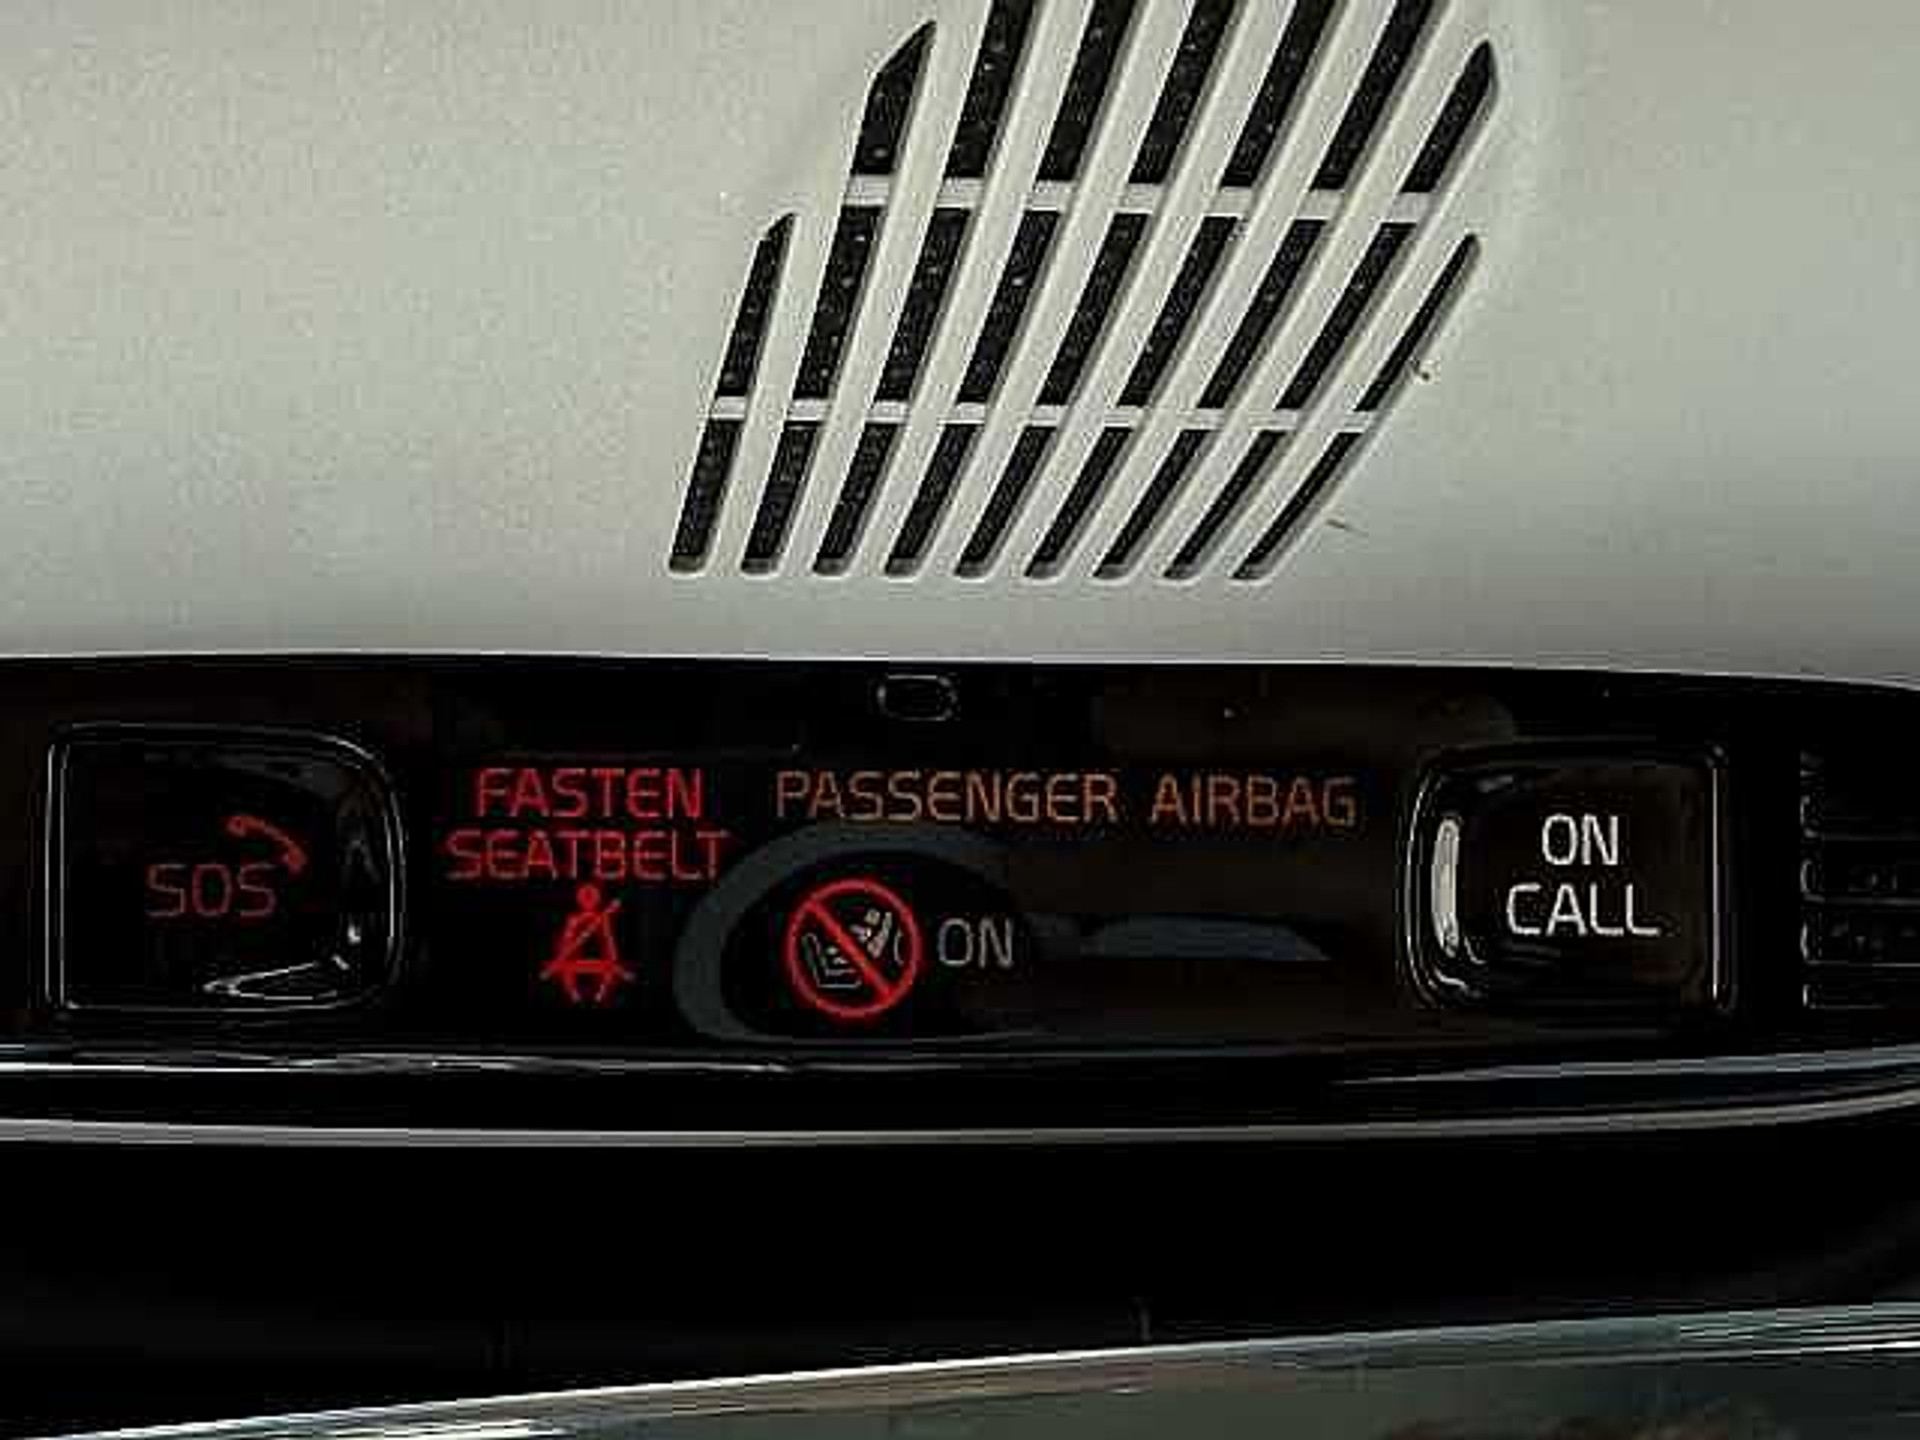 SOS
FASTEN
SEATBELT
PASSENGER AIRBAG
ON
ON
CALL